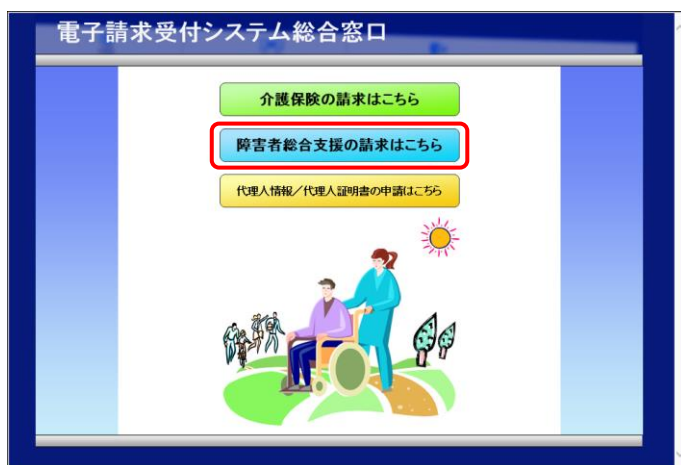 電子請求受付システム総合窓口
介護保険の請求はこちら
障害者総合支援の請求はこちら
代理人情報／代理人証明書の申請はこちら